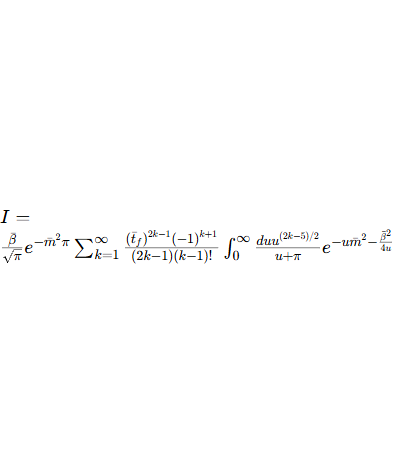 I =
\frac{\bar{\beta}}{\sqrt{\pi}} e^{-\bar{m}^2 \pi} \sum_{k=1}^{\infty} \frac{(\bar{t}_f)^{2k-1}(-1)^{k+1}}{(2k-1)(k-1)!} \int_0^{\infty} \frac{du u^{(2k-5)/2}}{u+\pi} e^{-u\bar{m}^2-\frac{\bar{\beta}^2}{4u}}